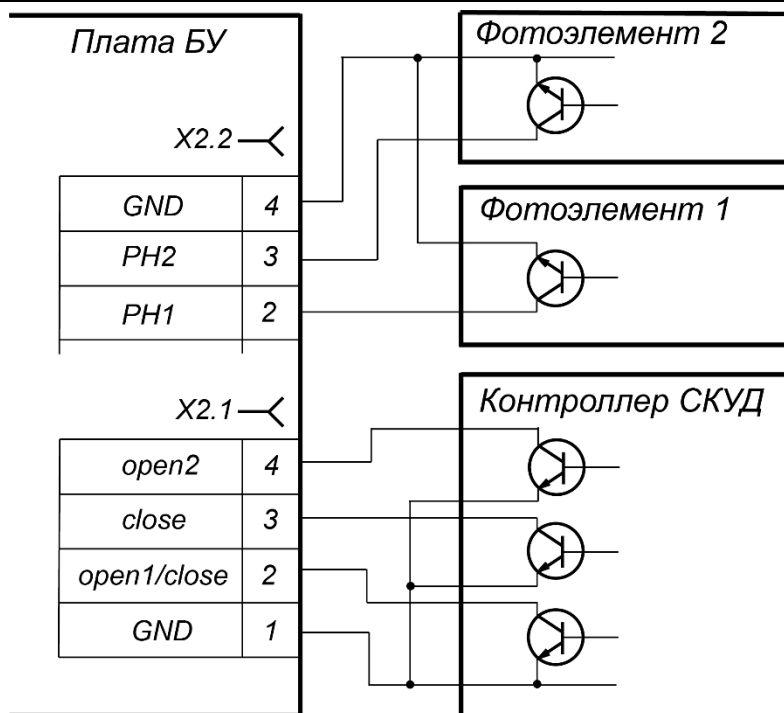 Плата БУ
X2.2
GND 4
PH2 3
PH1 2
X2.1
open2 4
close 3
open1/close 2
GND 1
Фотоэлемент 2
Фотоэлемент 1
Контроллер СКУД